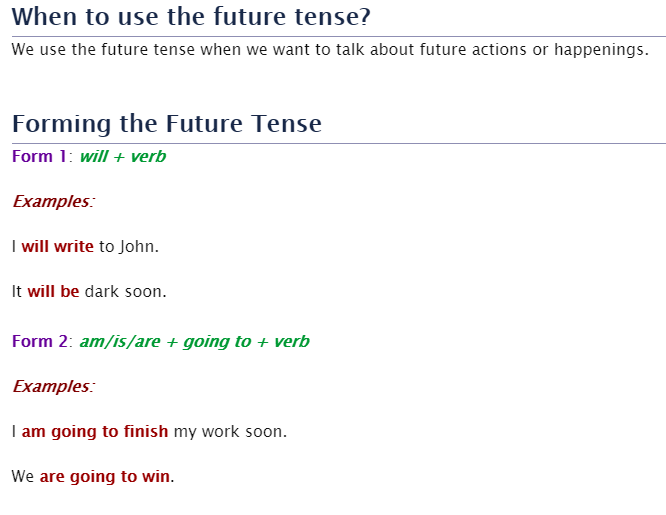 When to use the future tense?
We use the future tense when we want to talk about future actions or happenings.
Forming the Future Tense
Form 1: will + verb
Examples:
I will write to John.
It will be dark soon.
Form 2: am/is/are + going to + verb
Examples:
I am going to finish my work soon.
We are going to win.